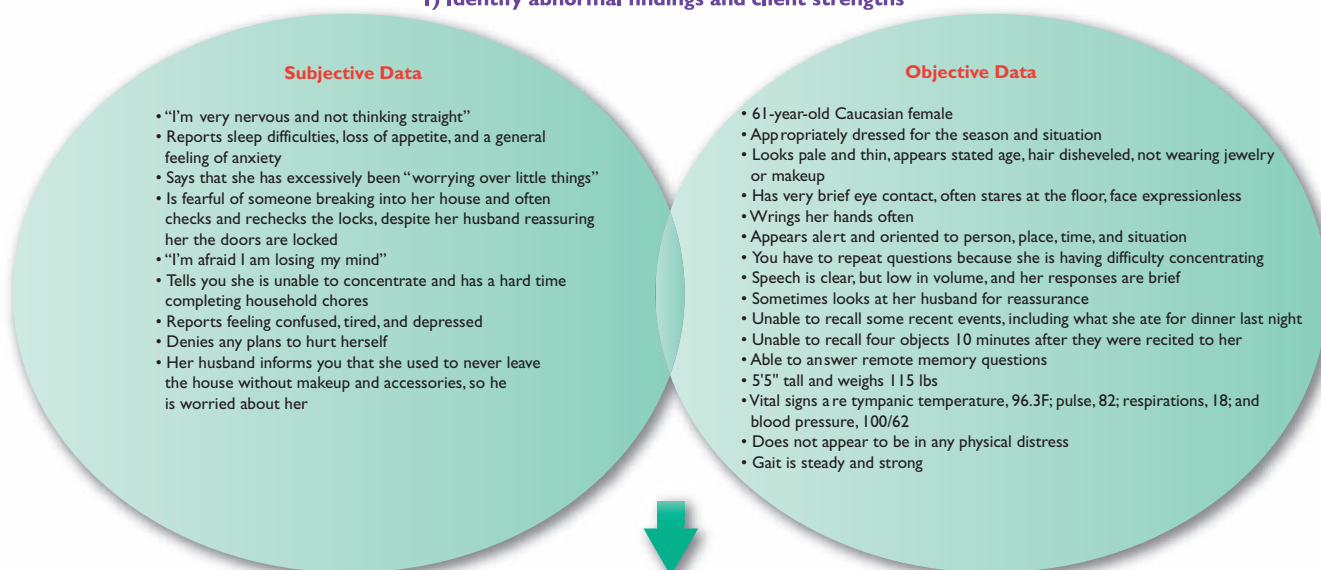 1) Identify abnormal findings and client strengths
Subjective Data
• “I’m very nervous and not thinking straight”
• Reports sleep difficulties, loss of appetite, and a general
feeling of anxiety
• Says that she has excessively been “worrying over little things”
• Is fearful of someone breaking into her house and often
checks and rechecks the locks, despite her husband reassuring
her the doors are locked
• “I’m afraid I am losing my mind”
• Tells you she is unable to concentrate and has a hard time
completing household chores
• Reports feeling confused, tired, and depressed
• Denies any plans to hurt herself
• Her husband informs you that she used to never leave
the house without makeup and accessories, so he
is worried about her
Objective Data
• 61-year-old Caucasian female
• Appropriately dressed for the season and situation
• Looks pale and thin, appears stated age, hair disheveled, not wearing jewelry
or makeup
• Has very brief eye contact, often stares at the floor, face expressionless
• Wrings her hands often
• Appears alert and oriented to person, place, time, and situation
• You have to repeat questions because she is having difficulty concentrating
• Speech is clear, but low in volume, and her responses are brief
• Sometimes looks at her husband for reassurance
• Unable to recall some recent events, including what she ate for dinner last night
• Unable to recall four objects 10 minutes after they were recited to her
• Able to answer remote memory questions
• 5'5" tall and weighs 115 lbs
• Vital signs are tympanic temperature, 96.3F; pulse, 82; respirations, 18; and
blood pressure, 100/62
• Does not appear to be in any physical distress
• Gait is steady and strong